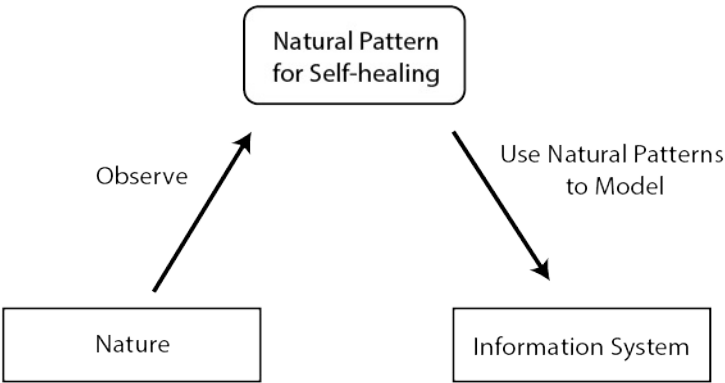 Natural Pattern
for Self-healing
Observe
Use Natural Patterns
to Model
Nature
Information System